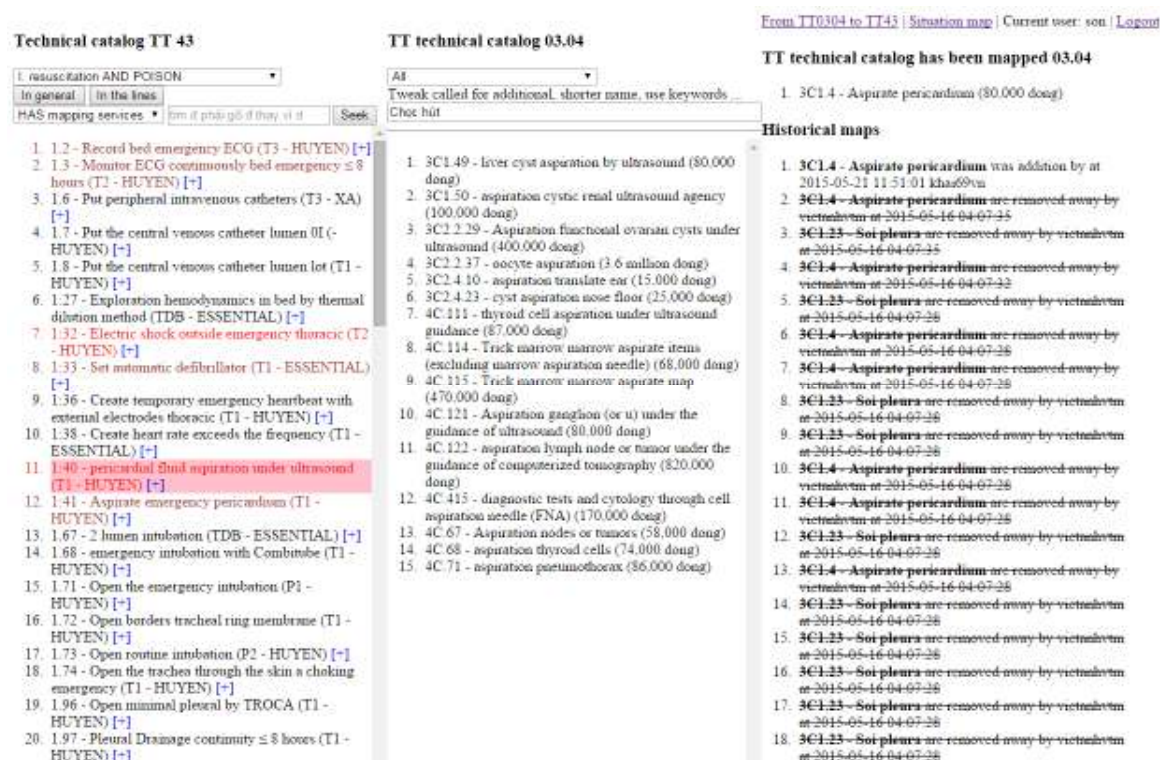 From TT0304 to TT43 | Situation map | Current user: son | Logout
Technical catalog TT 43
I. resuscitation AND POISON
In general In the lines
HAS mapping services Seek
1. 1.2 - Record bed emergency ECG (T3 - HUYEN) [+]
2. 1.3 - Monitor ECG continuously bed emergency ≤ 8
hours (T2 - HUYEN) [+]
3. 1.6 - Put peripheral intravenous catheters (T3 - XA)
[+]
4. 1.7 - Put the central venous catheter lumen 0I (-
HUYEN) [+]
5. 1.8 - Put the central venous catheter lumen lot (T1 -
HUYEN) [+]
6. 1:27 - Exploration hemodynamics in bed by thermal
dilution method (TDB - ESSENTIAL) [+]
7. 1:32 - Electric shock outside emergency thoracic (T2
- HUYEN) [+]
8. 1:33 - Set automatic defibrillator (T1 - ESSENTIAL)
[+]
9. 1:36 - Create temporary emergency heartbeat with
external electrodes thoracic (T1 - HUYEN) [+]
10. 1:38 - Create heart rate exceeds the frequency (T1 -
ESSENTIAL) [+]
11. 1:40 - pericardial fluid aspiration under ultrasound
(T1 - HUYEN) [+]
12. 1:41 - Aspirate emergency pericardium (T1 -
HUYEN) [+]
13. 1.67 - 2 lumen intubation (TDB - ESSENTIAL) [+]
14. 1.68 - emergency intubation with Combitube (T1 -
HUYEN) [+]
15. 1.71 - Open the emergency intubation (P1 -
HUYEN) [+]
16. 1.72 - Open borders tracheal ring membrane (T1 -
HUYEN) [+]
17. 1.73 - Open routine intubation (P2 - HUYEN) [+]
18. 1.74 - Open the trachea through the skin a choking
emergency (T1 - HUYEN) [+]
19. 1.96 - Open minimal pleural by TROCA (T1 -
HUYEN) [+]
20. 1.97 - Pleural Drainage continuity ≤ 8 hours (T1 -
HUYEN) [+]
TT technical catalog 03.04
All
Tweak called for additional, shorter name, use keywords ...
Choc hút
1. 3C1.49 - liver cyst aspiration by ultrasound (80,000
dong)
2. 3C1.50 - aspiration cystic renal ultrasound agency
(100,000 dong)
3. 3C2.2.29 - Aspiration functional ovarian cysts under
ultrasound (400.000 dong)
4. 3C2.2.37 - oocyte aspiration (3.6 million dong)
5. 3C2.4.10 - aspiration translate ear (15.000 dong)
6. 3C2.4.23 - cyst aspiration nose floor (25,000 dong)
7. 4C.111 - thyroid cell aspiration under ultrasound
guidance (87.000 dong)
8. 4C.114 - Trick marrow marrow aspirate items
(excluding marrow aspiration needle) (68,000 dong)
9. 4C.115 - Trick marrow marrow aspirate map
(470.000 dong)
10. 4C.121 - Aspiration ganglion (or u) under the
guidance of ultrasound (80,000 dong)
11. 4C.122 - aspiration lymph node or tumor under the
guidance of computerized tomography (820,000
dong)
12. 4C.415 - diagnostic tests and cytology through cell
aspiration needle (FNA) (170,000 dong)
13. 4C.67 - Aspiration nodes or tumors (58,000 dong)
14. 4C.68 - aspiration thyroid cells (74,000 dong)
15. 4C.71 - aspiration pneumothorax (86,000 dong)
TT technical catalog has been mapped 03.04
1. 3C1.4 - Aspirate pericardium (80,000 dong)
Historical maps
1. 3C1.4 - Aspirate pericardium was addition by at
2015-05-21 11:51:01 khaa69vn
2. 3C1.4 - Aspirate pericardium are removed away by
vietanhvtm at 2015-05-16 04:07:35
3. 3C1.23 - Soi pleura are removed away by vietanhvtm
at 2015-05-16 04:07:35
4. 3C1.4 - Aspirate pericardium are removed away by
vietanhvtm at 2015-05-16 04:07:32
5. 3C1.23 - Soi pleura are removed away by vietanhvtm
at 2015-05-16 04:07:28
6. 3C1.4 - Aspirate pericardium are removed away by
vietanhvtm at 2015-05-16 04:07:28
7. 3C1.4 - Aspirate pericardium are removed away by
vietanhvtm at 2015-05-16 04:07:28
8. 3C1.23 - Soi pleura are removed away by vietanhvtm
at 2015-05-16 04:07:28
9. 3C1.23 - Soi pleura are removed away by vietanhvtm
at 2015-05-16 04:07:28
10. 3C1.4 - Aspirate pericardium are removed away by
vietanhvtm at 2015-05-16 04:07:28
11. 3C1.4 - Aspirate pericardium are removed away by
vietanhvtm at 2015-05-16 04:07:28
12. 3C1.23 - Soi pleura are removed away by vietanhvtm
at 2015-05-16 04:07:28
13. 3C1.4 - Aspirate pericardium are removed away by
vietanhvtm at 2015-05-16 04:07:28
14. 3C1.23 - Soi pleura are removed away by vietanhvtm
at 2015-05-16 04:07:28
15. 3C1.23 - Soi pleura are removed away by vietanhvtm
at 2015-05-16 04:07:28
16. 3C1.23 - Soi pleura are removed away by vietanhvtm
at 2015-05-16 04:07:28
17. 3C1.23 - Soi pleura are removed away by vietanhvtm
at 2015-05-16 04:07:28
18. 3C1.23 - Soi pleura are removed away by vietanhvtm
at 2015-05-16 04:07:28